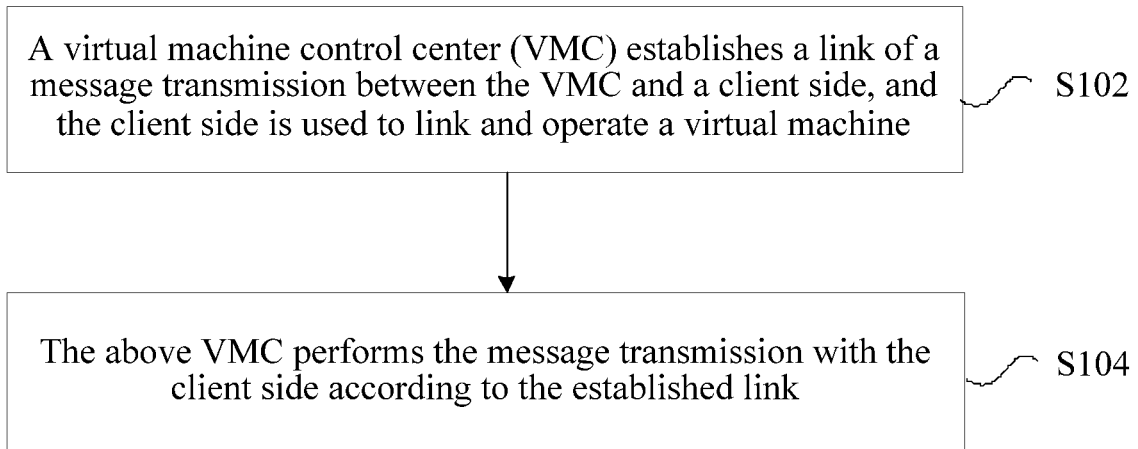 A virtual machine control center (VMC) establishes a link of a
message transmission between the VMC and a client side, and
the client side is used to link and operate a virtual machine
S102
The above VMC performs the message transmission with the
client side according to the established link
S104